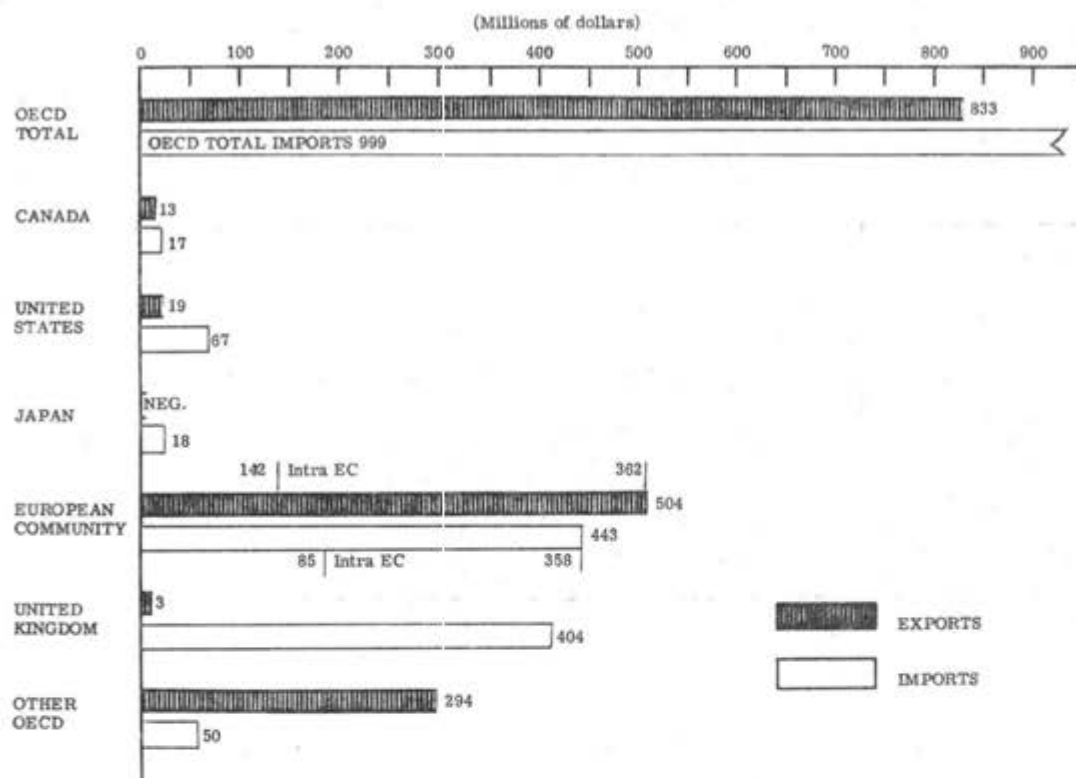 (Millions of dollars)
0 100 200 300 400 500 600 700 800 900
OECD
TOTAL
833
OECD TOTAL IMPORTS 999
CANADA
13
17
UNITED
STATES
19
67
JAPAN
NEG.
18
142 Intra EC 362
EUROPEAN
COMMUNITY
504
443
85 Intra EC 358
UNITED
KINGDOM
3
404
EXPORTS
IMPORTS
OTHER
OECD
294
50